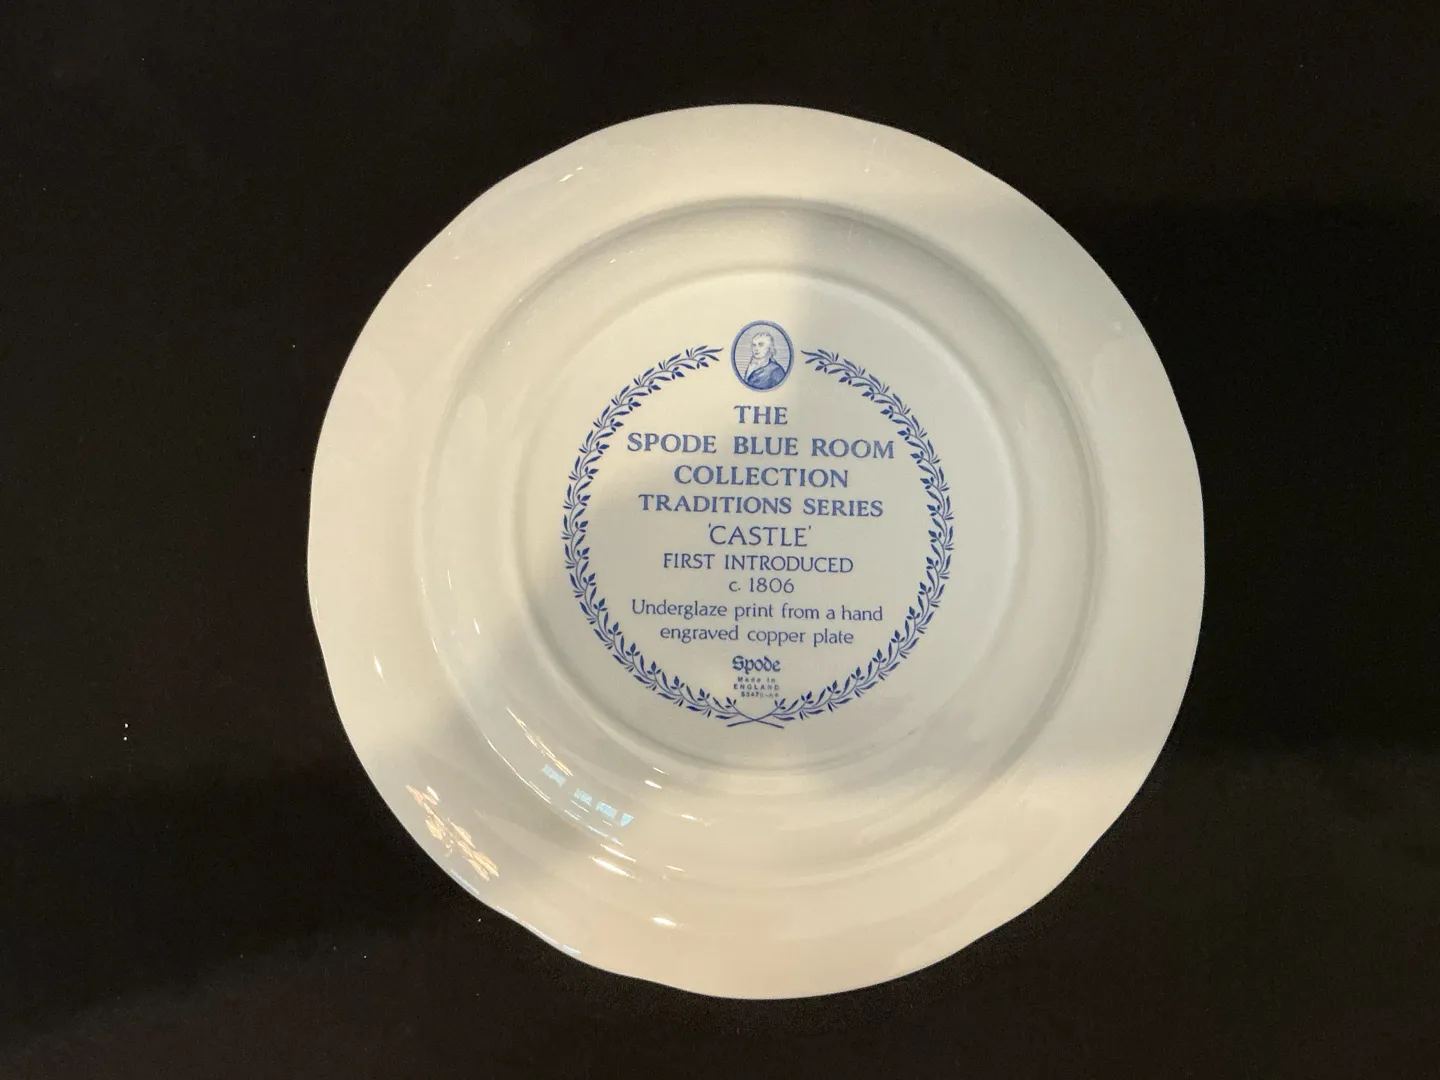 THE
SPODE BLUE ROOM
COLLECTION
TRADITIONS SERIES
'CASTLE'
FIRST INTRODUCED
c. 1806
Underglaze print from a hand
engraved copper plate
Spode
Made in
ENGLAND